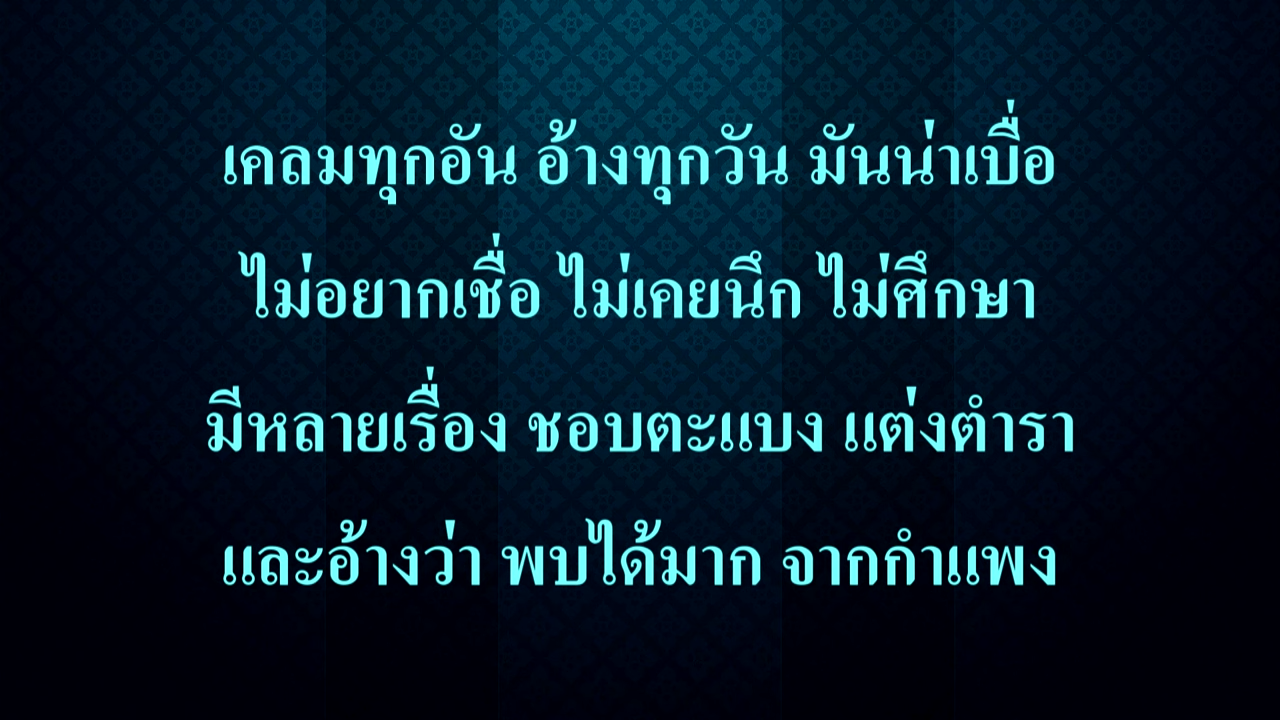 เคลมทุกอัน อ้างทุกวัน มันน่าเบื่อ
ไม่อยากเชื่อ ไม่เคยนึก ไม่ศึกษา
มีหลายเรื่อง ชอบตะแบง แต่งตำรา
และอ้างว่า พบได้มาก จากกำแพง